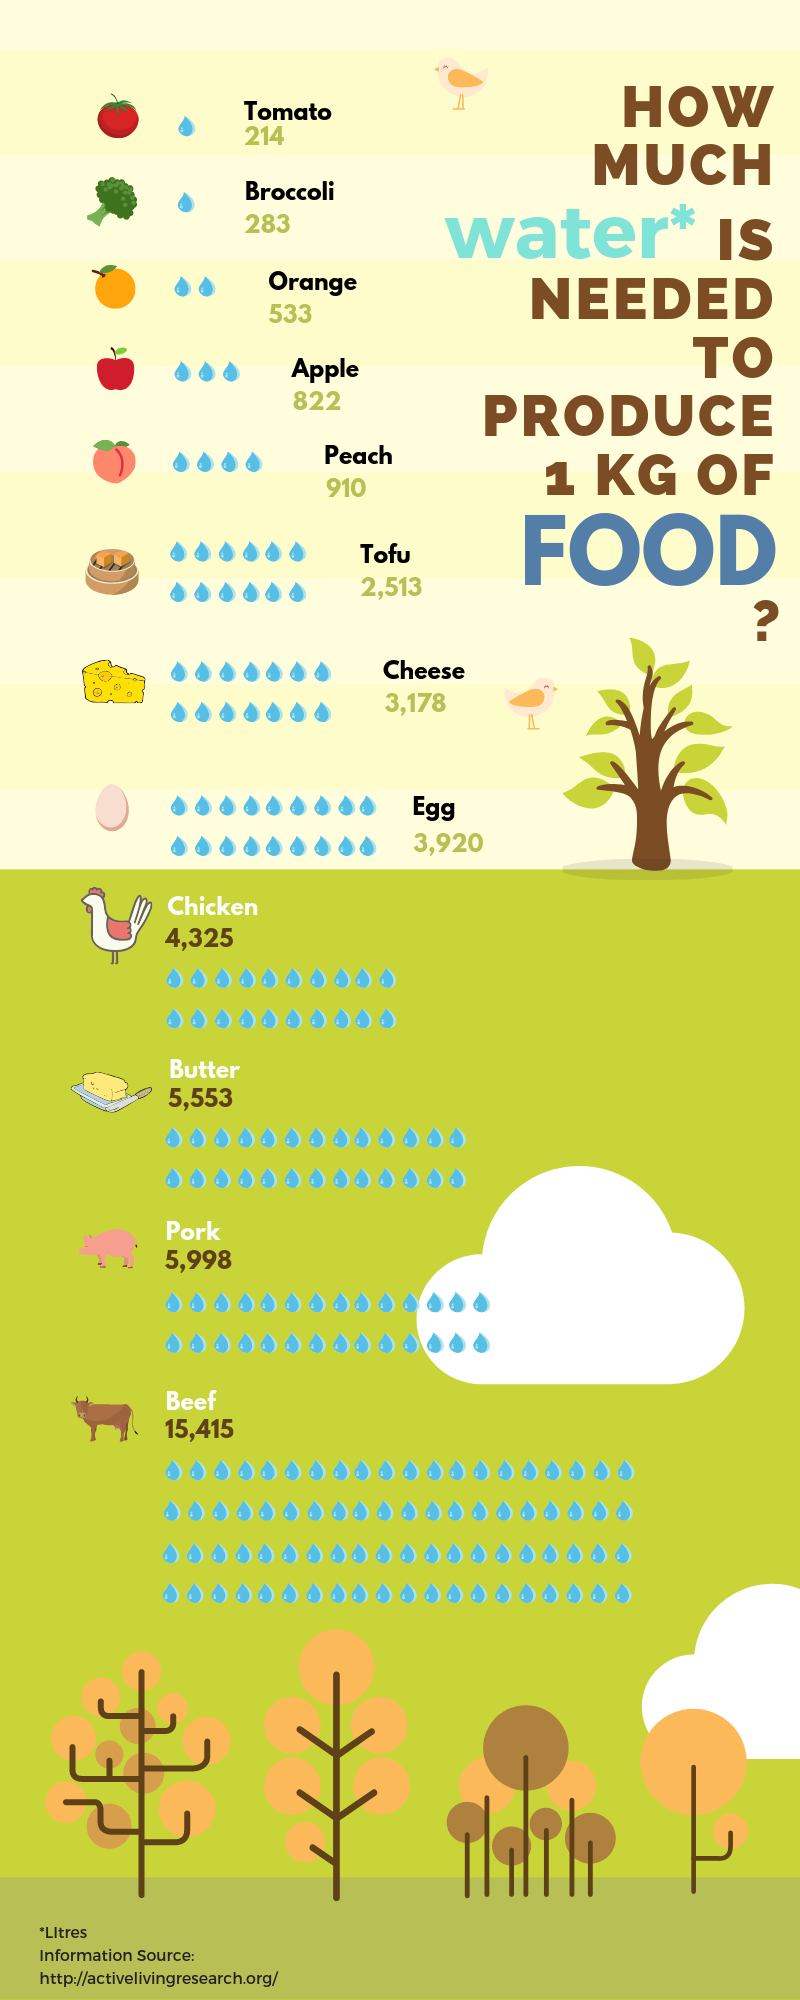 HOW
MUCH
water* IS
NEEDED
TO
PRODUCE
1 KG OF
FOOD
?
Tomato
214
Broccoli
283
Orange
533
Apple
822
Peach
910
Tofu
2,513
Cheese
3,178
Egg
3,920
Chicken
4,325
Butter
5,553
Pork
5,998
Beef
15,415
*LItres
Information Source:
http://activelivingresearch.org/